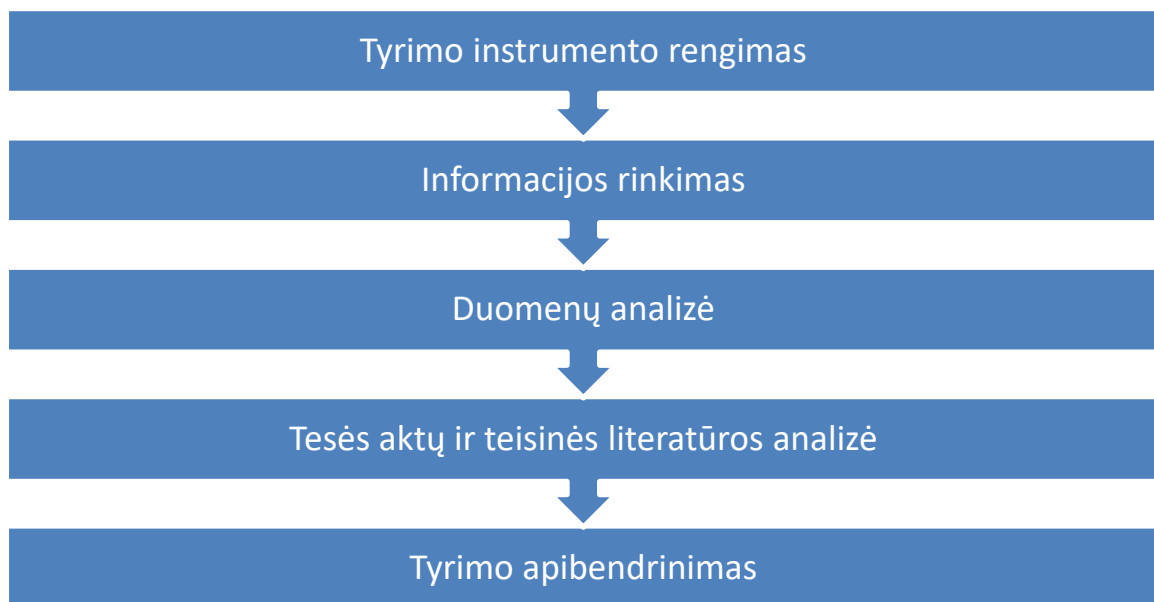 Tyrimo instrumento rengimas
Informacijos rinkimas
Duomenų analizė
Tesės aktų ir teisinės literatūros analizė
Tyrimo apibendrinimas